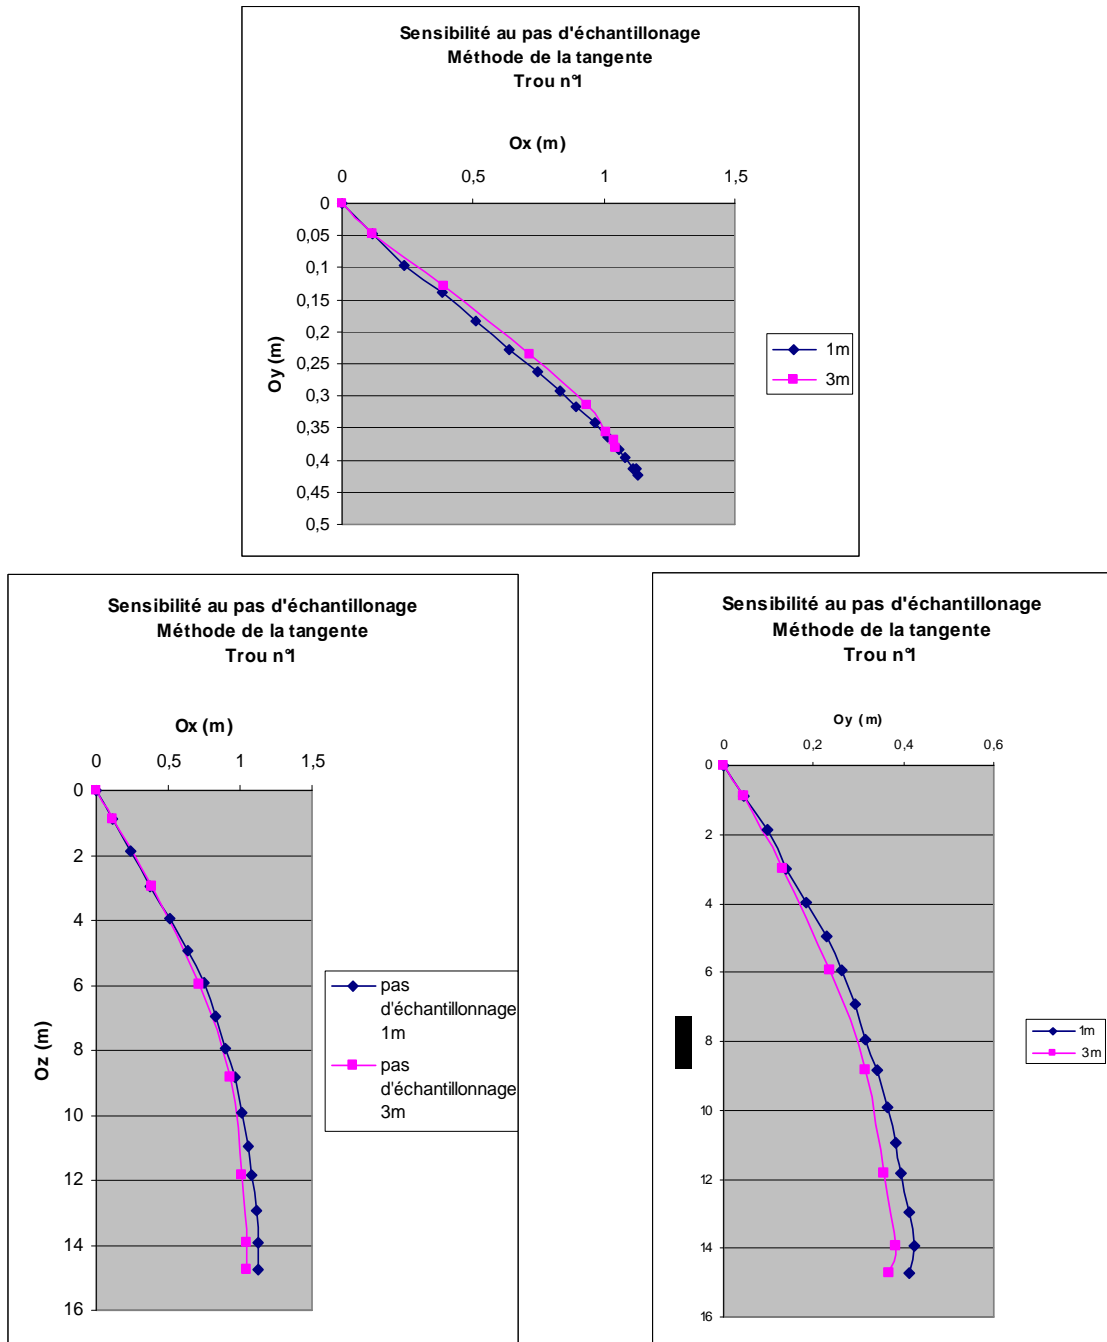 Sensibilité au pas d'échantillonage
Méthode de la tangente
Trou n°1
Ox (m)
0 0,5 1 1,5
0
0,05
0,1
0,15
0,2
0,25
0,3
0,35
0,4
0,45
0,5
Oy (m)
1m
3m
Sensibilité au pas d'échantillonage
Méthode de la tangente
Trou n°1
Ox (m)
0 0,5 1 1,5
0
2
4
6
8
10
12
14
16
Oz (m)
pas
d'échantillonnage
1m
pas
d'échantillonnage
3m
Sensibilité au pas d'échantillonage
Méthode de la tangente
Trou n°1
Oy (m)
0 0,2 0,4 0,6
0
2
4
6
8
10
12
14
16
1m
3m